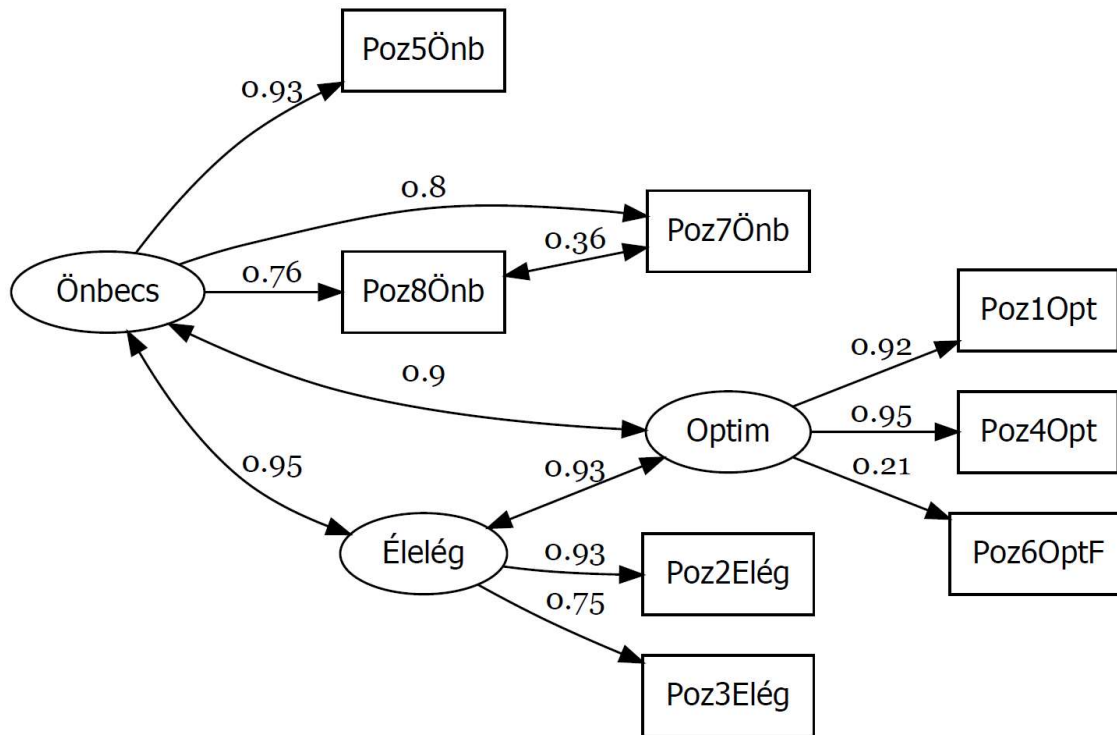 Poz5Önb
0.93
0.8
Poz7Önb
0.36
0.76
Önbecs
Poz8Önb
Poz1Opt
0.92
0.9
Optim
0.95
Poz4Opt
0.21
0.95
0.93
Élelég
0.93
Poz2Elég
Poz6OptF
0.75
Poz3Elég